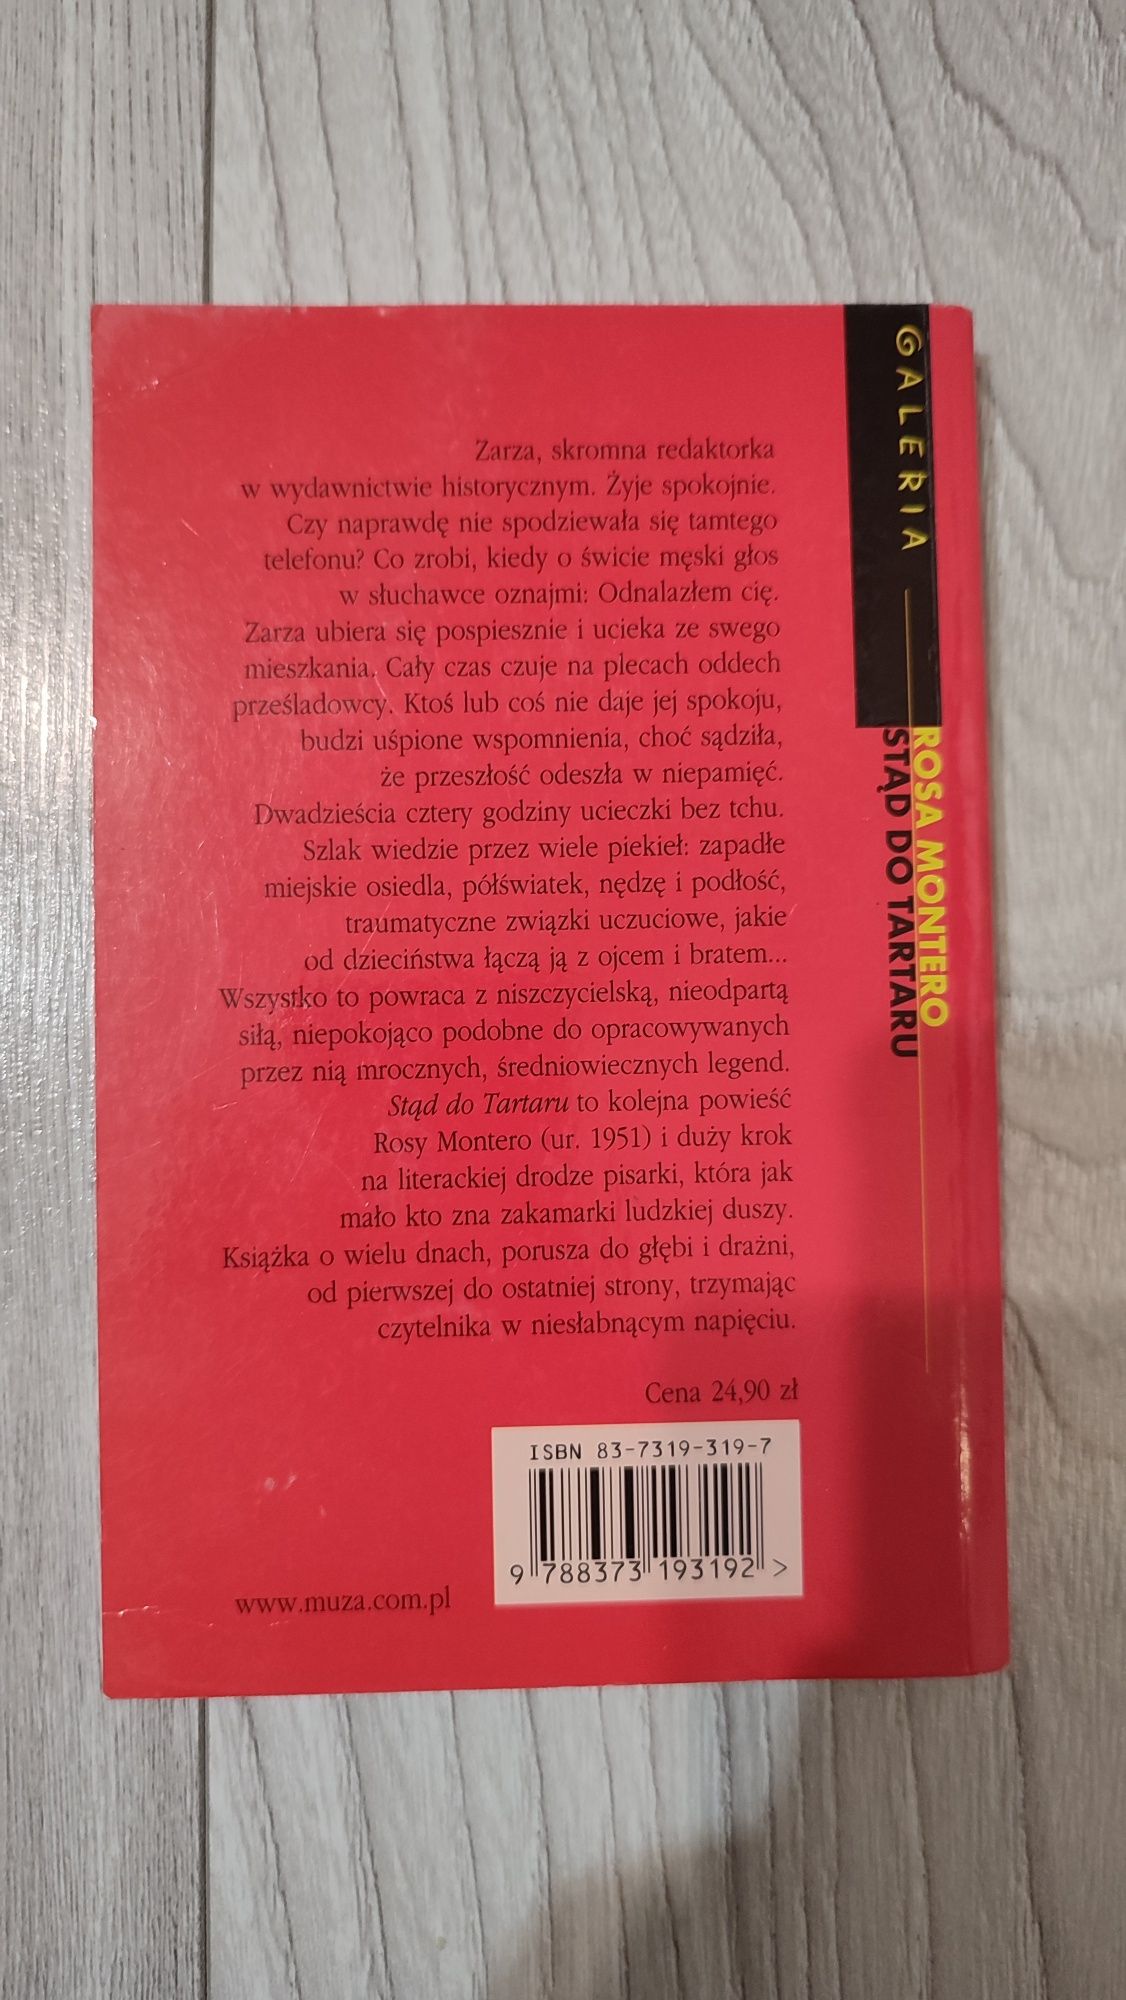 GALERIA
ROSA MONTERO
STĄD DO TARTARU
Zarza, skromna redaktorka
w wydawnictwie historycznym. Żyje spokojnie.
Czy naprawdę nie spodziewała się tamtego
telefonu? Co zrobi, kiedy o świcie męski głos
w słuchawce oznajmi: Odnalazłem cię.
Zarza ubiera się pospiesznie i ucieka ze swego
mieszkania. Cały czas czuje na plecach oddech
prześladowcy. Ktoś lub coś nie daje jej spokoju,
budzi uśpione wspomnienia, choć sądziła,
że przeszłość odeszła w niepamięć.
Dwadzieścia cztery godziny ucieczki bez tchu.
Szlak wiedzie przez wiele piekieł: zapadłe
miejskie osiedla, półświatek, nędzę i podłość,
traumatyczne związki uczuciowe, jakie
od dzieciństwa łączą ją z ojcem i bratem...
Wszystko to powraca z niszczycielską, nieodpartą
siłą, niepokojąco podobne do opracowywanych
przez nią mrocznych, średniowiecznych legend.
Stąd do Tartaru to kolejna powieść
Rosy Montero (ur. 1951) i duży krok
na literackiej drodze pisarki, która jak
mało kto zna zakamarki ludzkiej duszy.
Książka o wielu dnach, porusza do głębi i drażni,
od pierwszej do ostatniej strony, trzymając
czytelnika w niesłabnącym napięciu.
Cena 24,90 zł
ISBN 83-7319-319-7
9 788373 193192 >
www.muza.com.pl